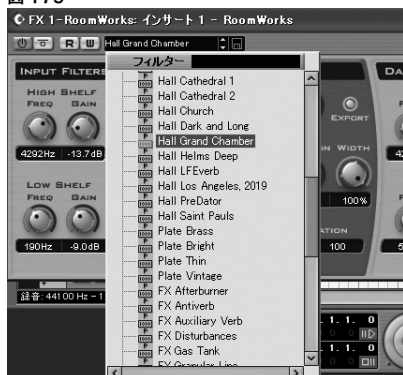 FX 1-RoomWorks: インサート 1 - RoomWorks
R W Hall Grand Chamber
フィルター
INPUT FILTERS
HIGH SHELF
FREQ GAIN
4292Hz -13.7dB
LOW SHELF
FREQ GAIN
190Hz -9.0dB
Hall Cathedral 1
Hall Cathedral 2
Hall Church
Hall Dark and Long
Hall Grand Chamber
Hall Helms Deep
Hall LFEverb
Hall Los Angeles, 2019
Hall PreDator
Hall Saint Pauls
Plate Brass
Plate Bright
Plate Thin
Plate Vintage
FX Afterburner
FX Antiverb
FX Auxiliary Verb
FX Disturbances
FX Gas Tank
FX Granular Line
DA
EXPORT
WIDTH
100%
100
録音: 44100 Hz - 1
1. 1. 0
1. 1. 0